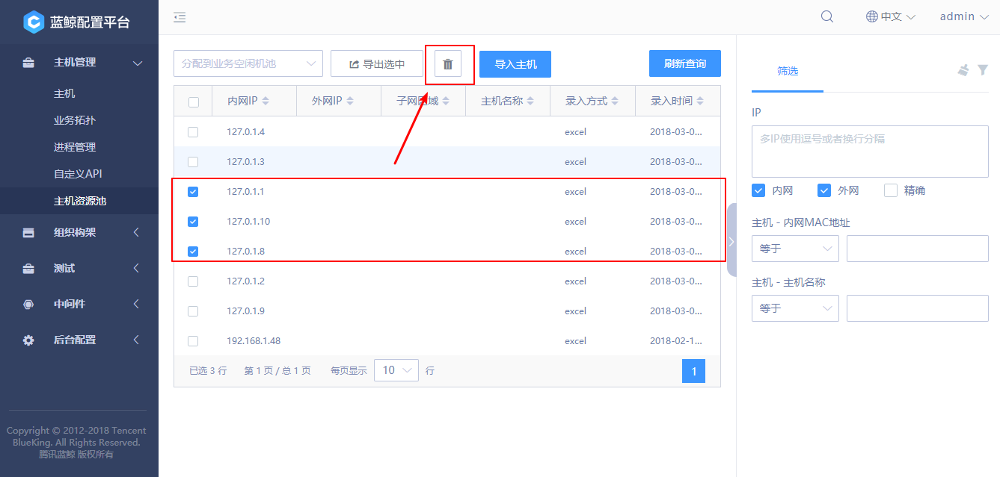 蓝鲸配置平台
中文
admin
主机管理
主机
业务拓扑
进程管理
自定义API
主机资源池
组织构架
测试
中间件
后台配置
Copyright © 2012-2018 Tencent
BlueKing. All Rights Reserved.
腾讯蓝鲸 版权所有
分配到业务空闲机池
导出选中
导入主机
刷新查询
内网IP 外网IP 子网区域 主机名称 录入方式 录入时间
127.0.1.4 excel 2018-03-0...
127.0.1.3 excel 2018-03-0...
127.0.1.1 excel 2018-03-0...
127.0.1.10 excel 2018-03-0...
127.0.1.8 excel 2018-03-0...
127.0.1.2 excel 2018-03-0...
127.0.1.9 excel 2018-03-0...
192.168.1.48 excel 2018-02-1...
已选 3 行 第 1 页 / 总 1 页 每页显示 10 行 1
筛选
IP
多IP使用逗号或者换行分隔
内网 外网 精确
主机 - 内网MAC地址
等于
主机 - 主机名称
等于